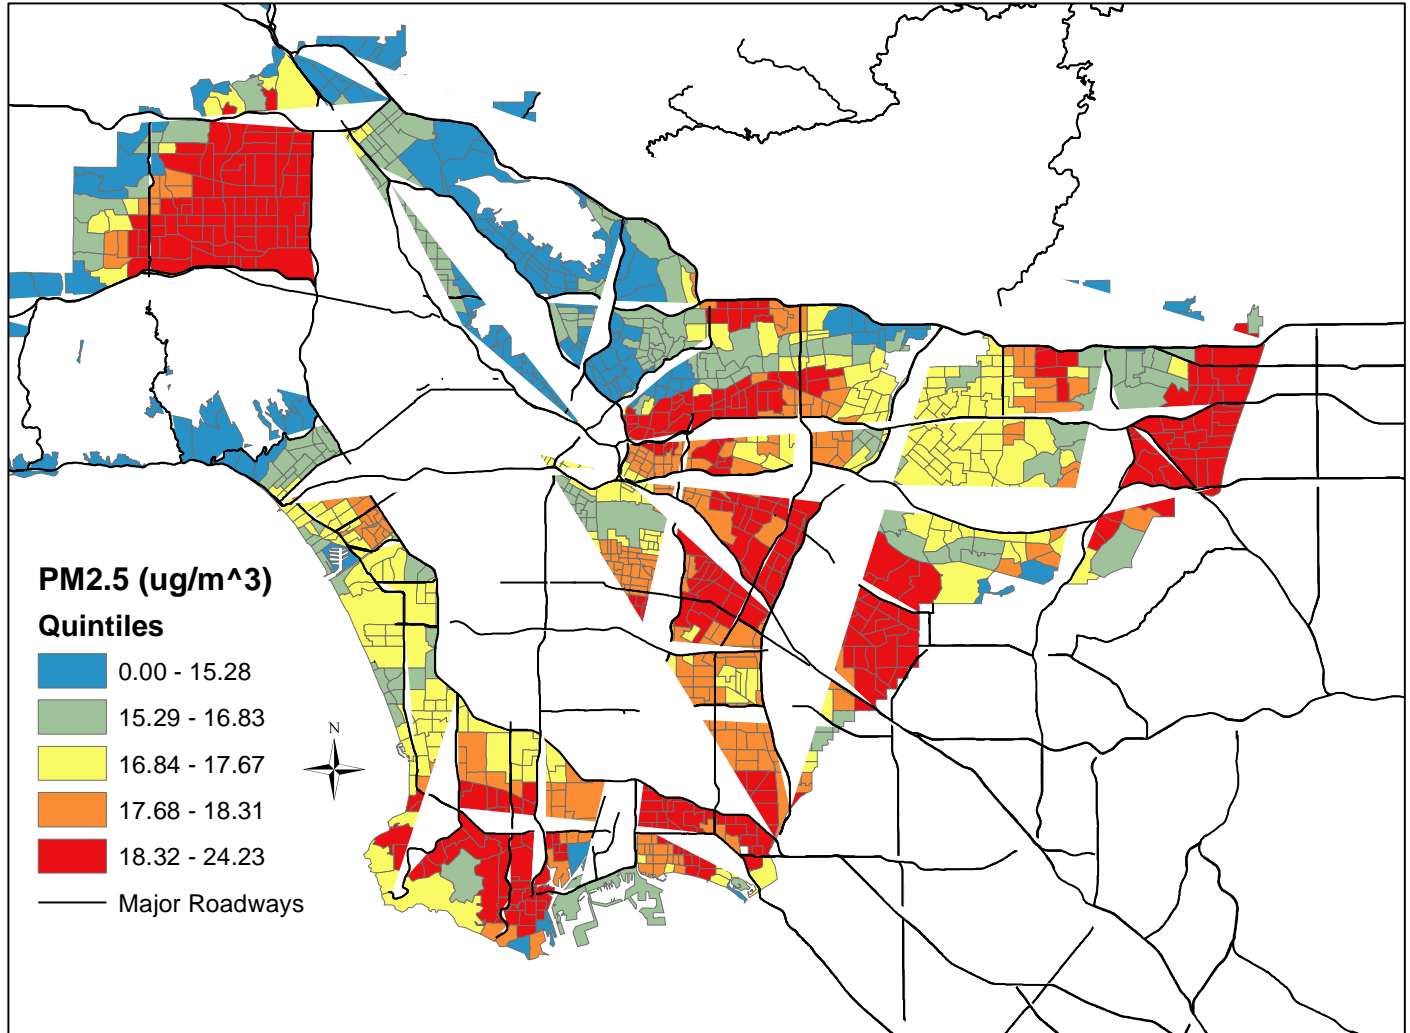 PM2.5 (ug/m^3)
Quintiles
0.00 - 15.28
15.29 - 16.83
16.84 - 17.67
N
17.68 - 18.31
18.32 - 24.23
Major Roadways